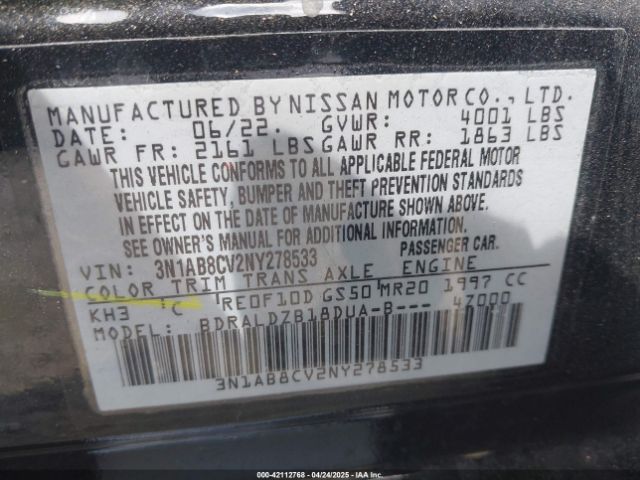 MANUFACTURED BY NISSAN MOTOR CO., LTD.
DATE: 06/22. GVWR: 4001 LBS
GAWR FR: 2161 LBS GAWR RR: 1863 LBS
THIS VEHICLE CONFORMS TO ALL APPLICABLE FEDERAL MOTOR
VEHICLE SAFETY, BUMPER AND THEFT PREVENTION STANDARDS
IN EFFECT ON THE DATE OF MANUFACTURE SHOWN ABOVE.
SEE OWNER'S MANUAL FOR ADDITIONAL INFORMATION.
VIN: 3N1AB8CV2NY278533 PASSENGER CAR.
COLOR TRIM TRANS AXLE ENGINE
KH3 C RE0F10D GS50 MR20 1997 CC
MODEL: BDRALDZB18DUA-B--- 47000
3N1AB8CV2NY278533
000-42112768 - 04/24/2025 - IAAI.COM